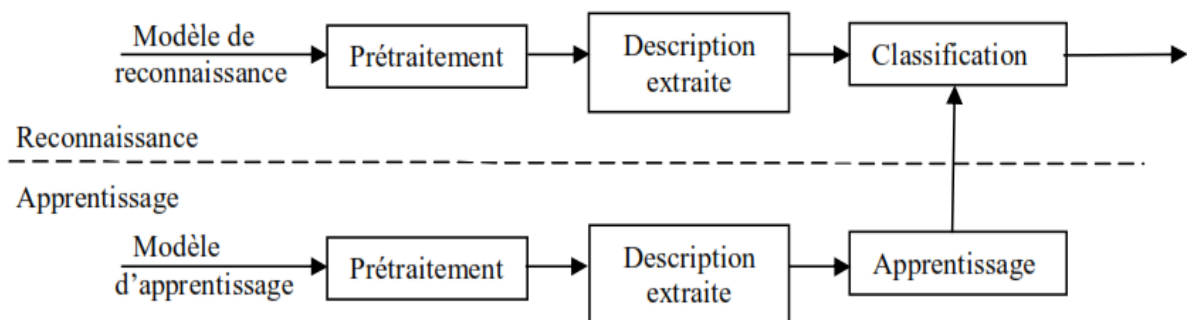 Modèle de
reconnaissance
Prétraitement
Description
extraite
Classification
Reconnaissance
Apprentissage
Modèle
d’apprentissage
Prétraitement
Description
extraite
Apprentissage